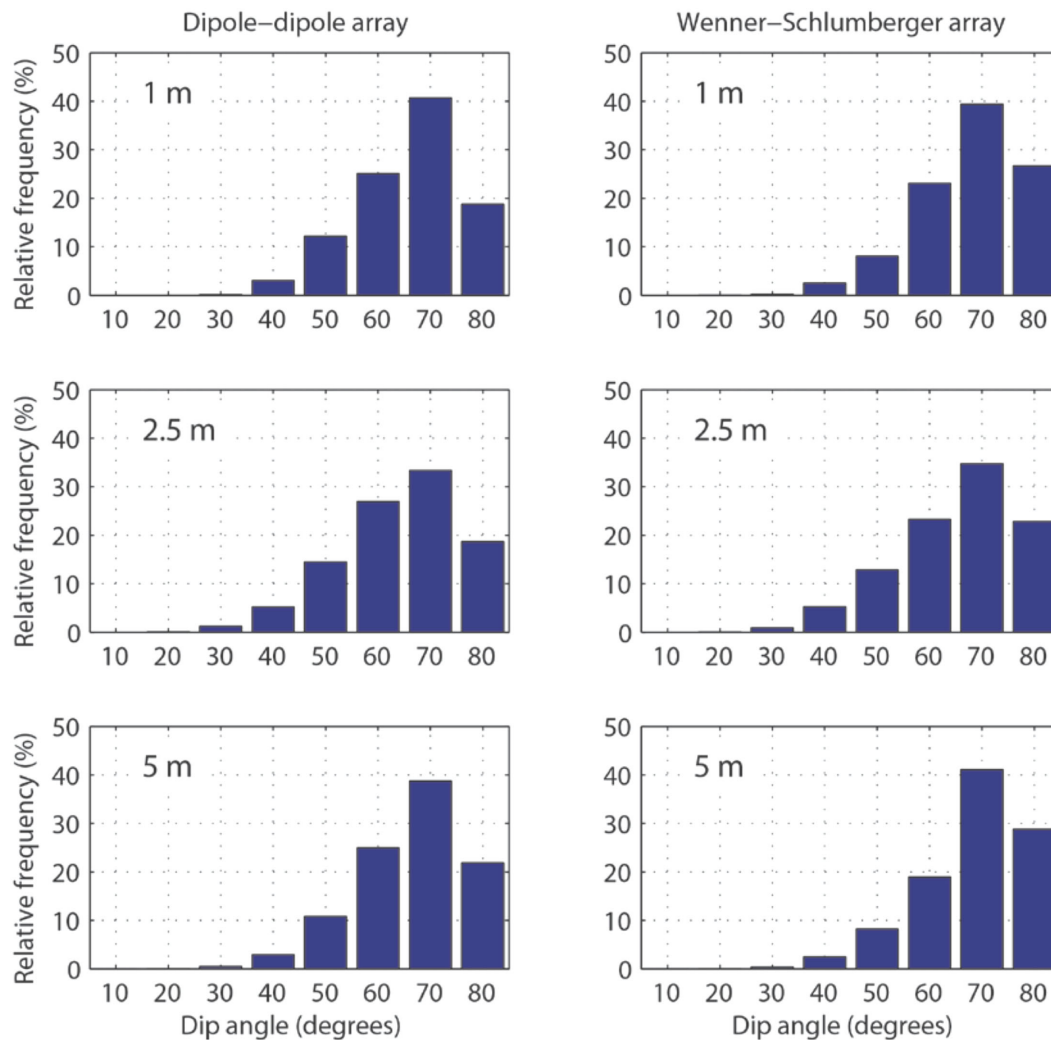 Dipole–dipole array
Relative frequency (%)
50
40
30
20
10
0
1 m
10 20 30 40 50 60 70 80
Wenner–Schlumberger array
50
40
30
20
10
0
1 m
10 20 30 40 50 60 70 80
Relative frequency (%)
50
40
30
20
10
0
2.5 m
10 20 30 40 50 60 70 80
50
40
30
20
10
0
2.5 m
10 20 30 40 50 60 70 80
Relative frequency (%)
50
40
30
20
10
0
5 m
10 20 30 40 50 60 70 80
Dip angle (degrees)
50
40
30
20
10
0
5 m
10 20 30 40 50 60 70 80
Dip angle (degrees)